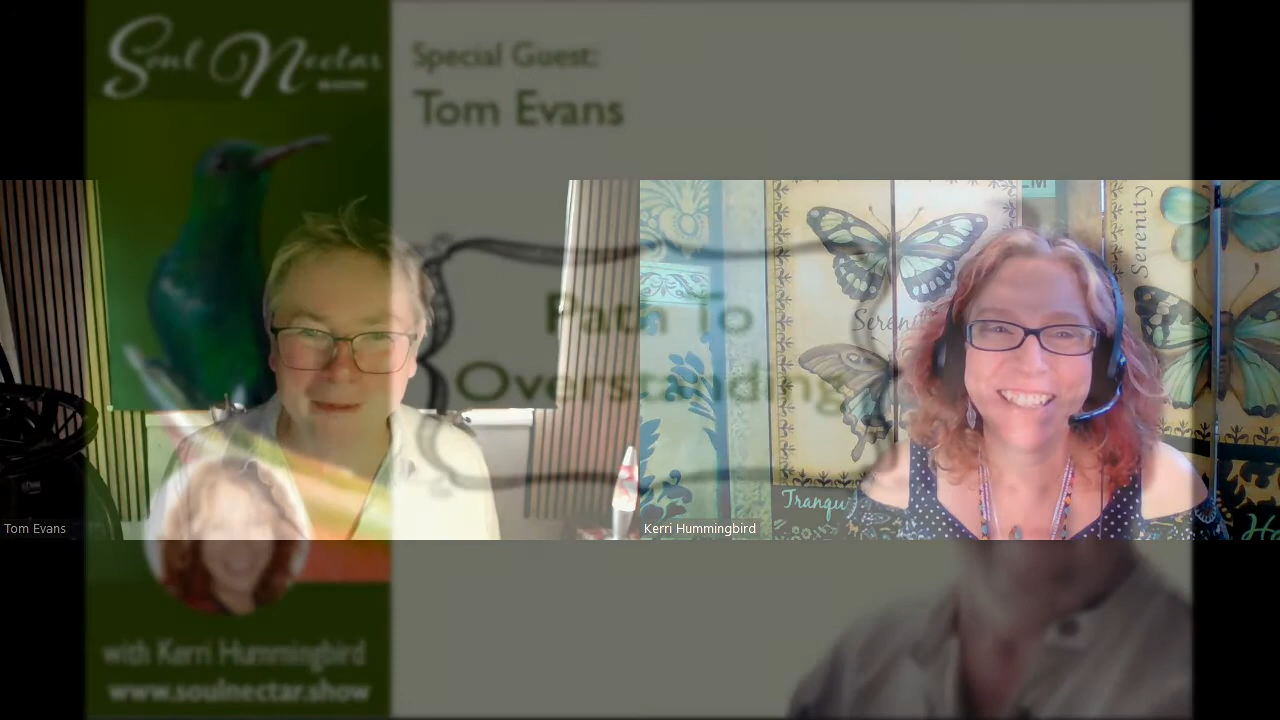 Soul Nectar
Special Guest:
Tom Evans
Path To
Overstanding
Serenity
Serenity
Tranqu
Tom Evans
Kerri Hummingbird
with Kerri Hummingbird
www.soulnectar.show